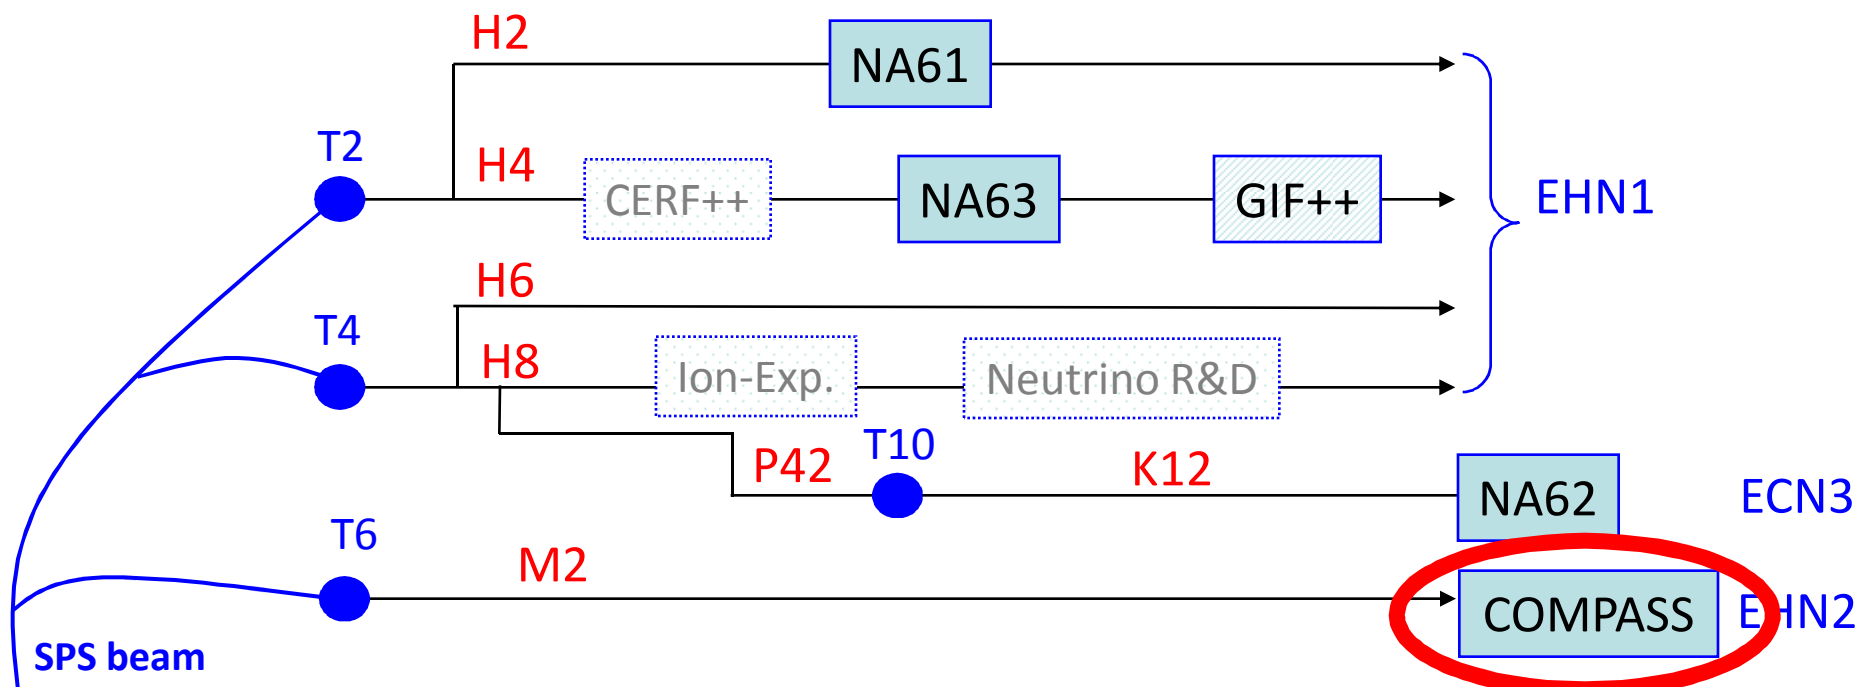 H2
NA61
T2
H4
CERF++
NA63
GIF++
EHN1
H6
T4
H8
Ion-Exp.
Neutrino R&D
T10
P42
K12
NA62
ECN3
T6
M2
COMPASS
EHN2
SPS beam